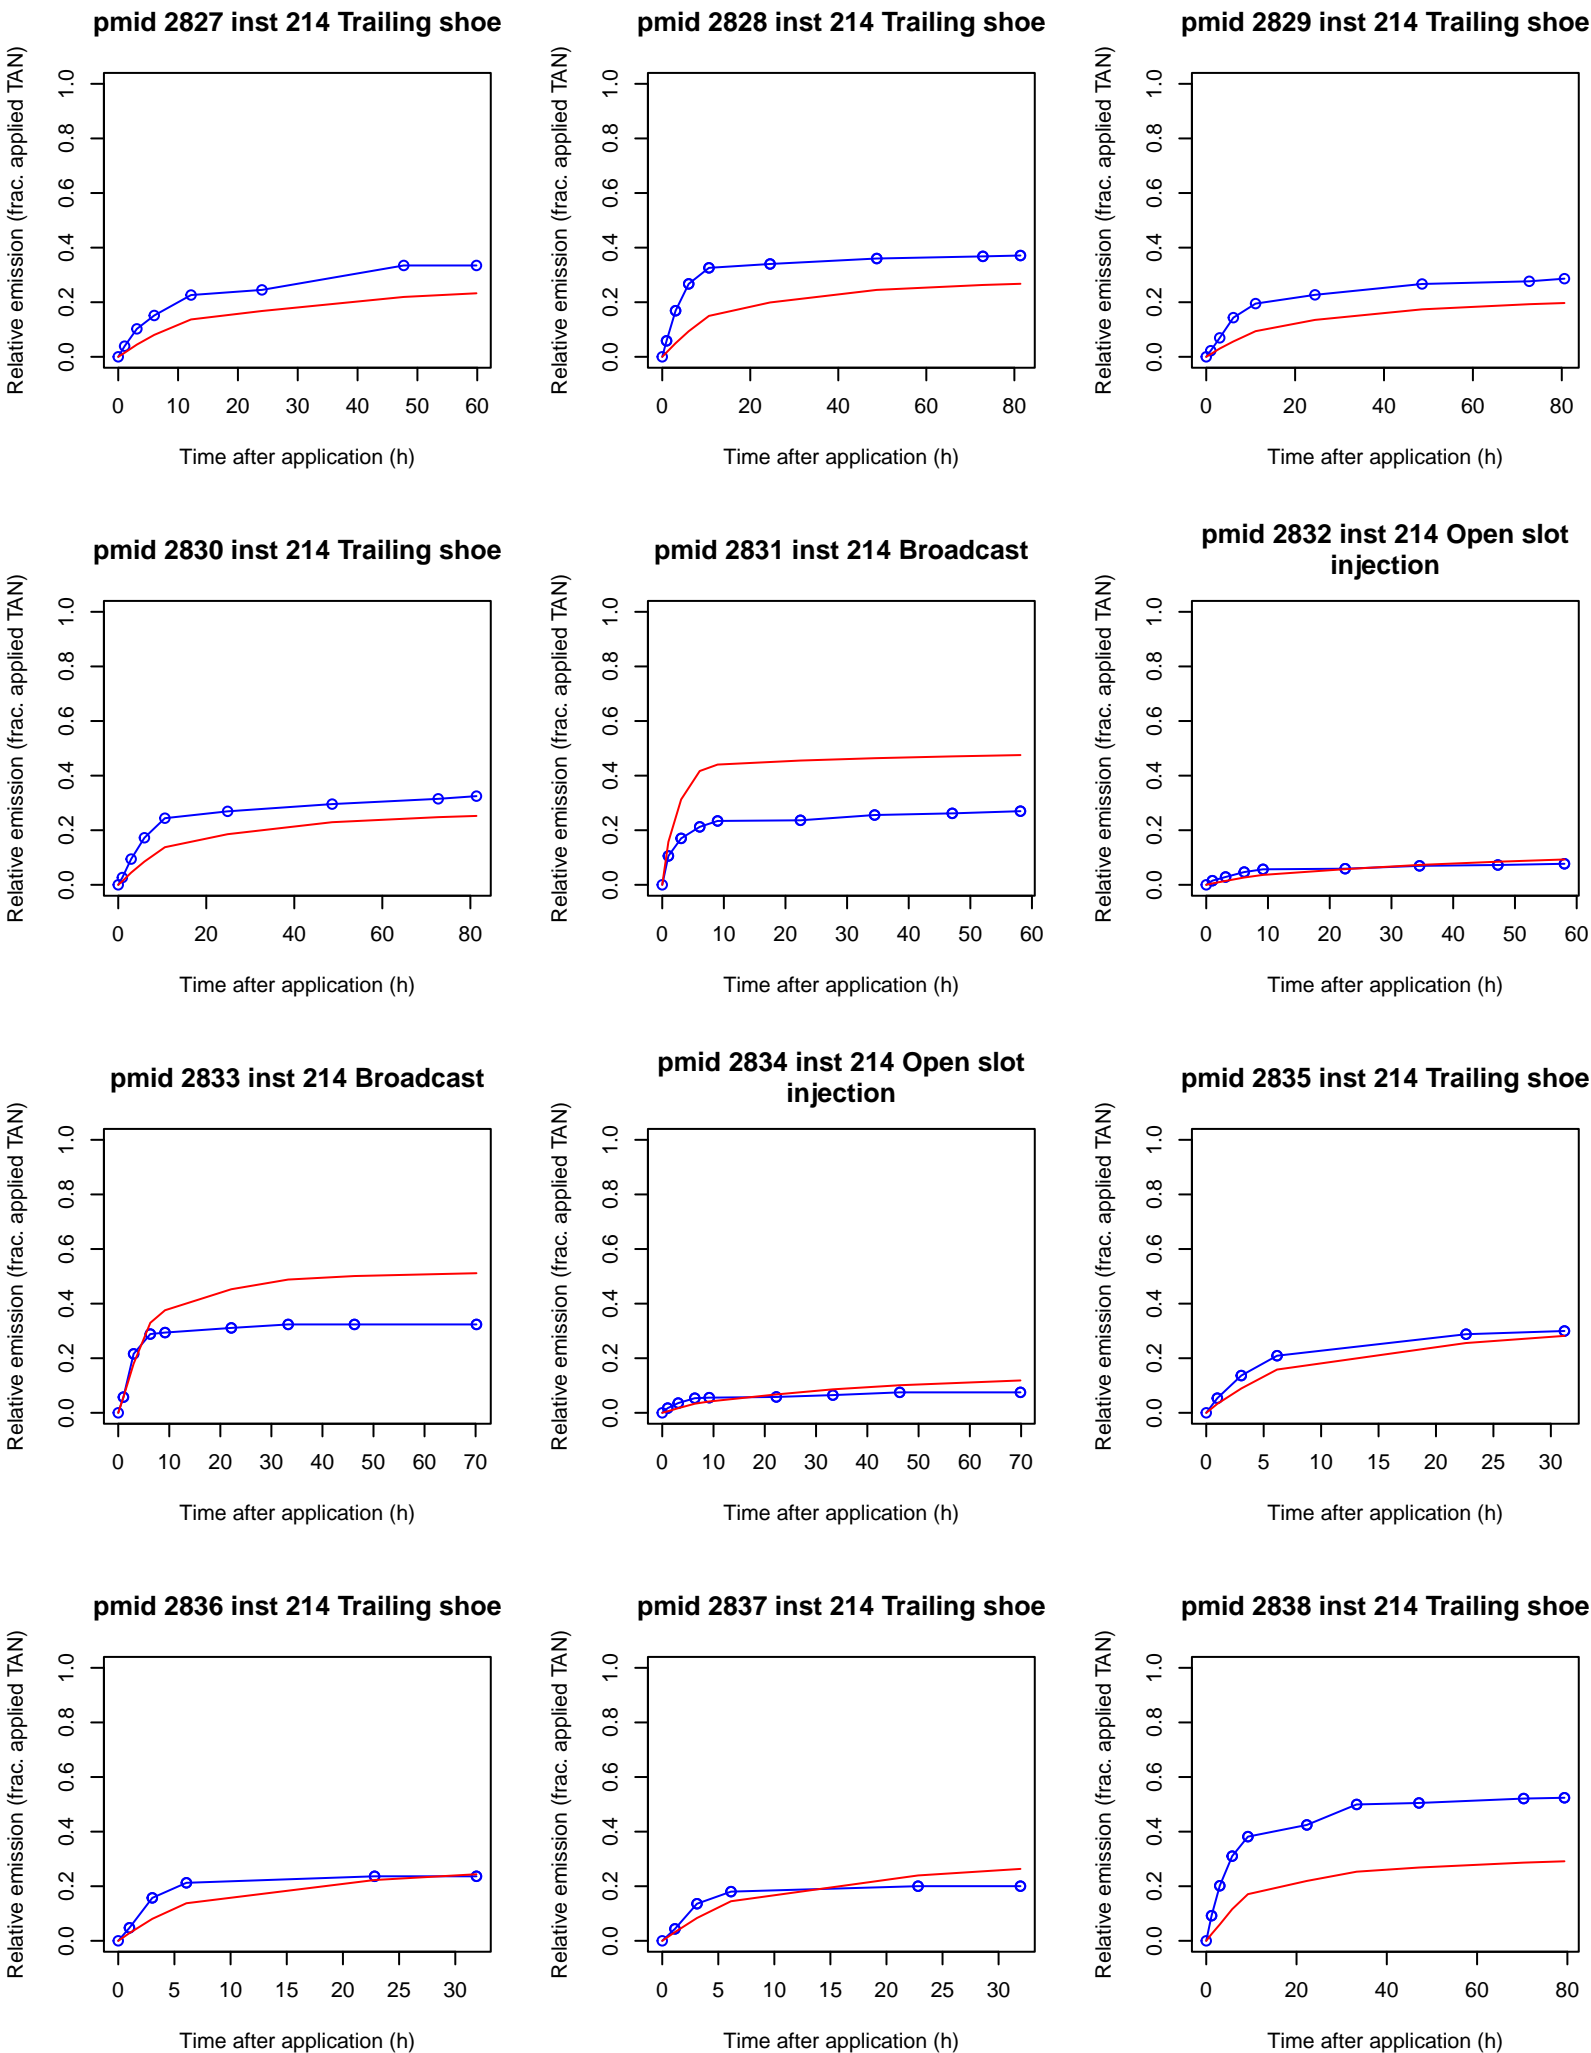 pmid 2827 inst 214 Trailing shoe
Relative emission (frac. applied TAN)
1.0
0.8
0.6
0.4
0.2
0.0
0 10 20 30 40 50 60
Time after application (h)
pmid 2828 inst 214 Trailing shoe
Relative emission (frac. applied TAN)
1.0
0.8
0.6
0.4
0.2
0.0
0 20 40 60 80
Time after application (h)
pmid 2829 inst 214 Trailing shoe
Relative emission (frac. applied TAN)
1.0
0.8
0.6
0.4
0.2
0.0
0 20 40 60 80
Time after application (h)
pmid 2830 inst 214 Trailing shoe
Relative emission (frac. applied TAN)
1.0
0.8
0.6
0.4
0.2
0.0
0 20 40 60 80
Time after application (h)
pmid 2831 inst 214 Broadcast
Relative emission (frac. applied TAN)
1.0
0.8
0.6
0.4
0.2
0.0
0 10 20 30 40 50 60
Time after application (h)
pmid 2832 inst 214 Open slot
injection
Relative emission (frac. applied TAN)
1.0
0.8
0.6
0.4
0.2
0.0
0 10 20 30 40 50 60
Time after application (h)
pmid 2833 inst 214 Broadcast
Relative emission (frac. applied TAN)
1.0
0.8
0.6
0.4
0.2
0.0
0 10 20 30 40 50 60 70
Time after application (h)
pmid 2834 inst 214 Open slot
injection
Relative emission (frac. applied TAN)
1.0
0.8
0.6
0.4
0.2
0.0
0 10 20 30 40 50 60 70
Time after application (h)
pmid 2835 inst 214 Trailing shoe
Relative emission (frac. applied TAN)
1.0
0.8
0.6
0.4
0.2
0.0
0 5 10 15 20 25 30
Time after application (h)
pmid 2836 inst 214 Trailing shoe
Relative emission (frac. applied TAN)
1.0
0.8
0.6
0.4
0.2
0.0
0 5 10 15 20 25 30
Time after application (h)
pmid 2837 inst 214 Trailing shoe
Relative emission (frac. applied TAN)
1.0
0.8
0.6
0.4
0.2
0.0
0 5 10 15 20 25 30
Time after application (h)
pmid 2838 inst 214 Trailing shoe
Relative emission (frac. applied TAN)
1.0
0.8
0.6
0.4
0.2
0.0
0 20 40 60 80
Time after application (h)